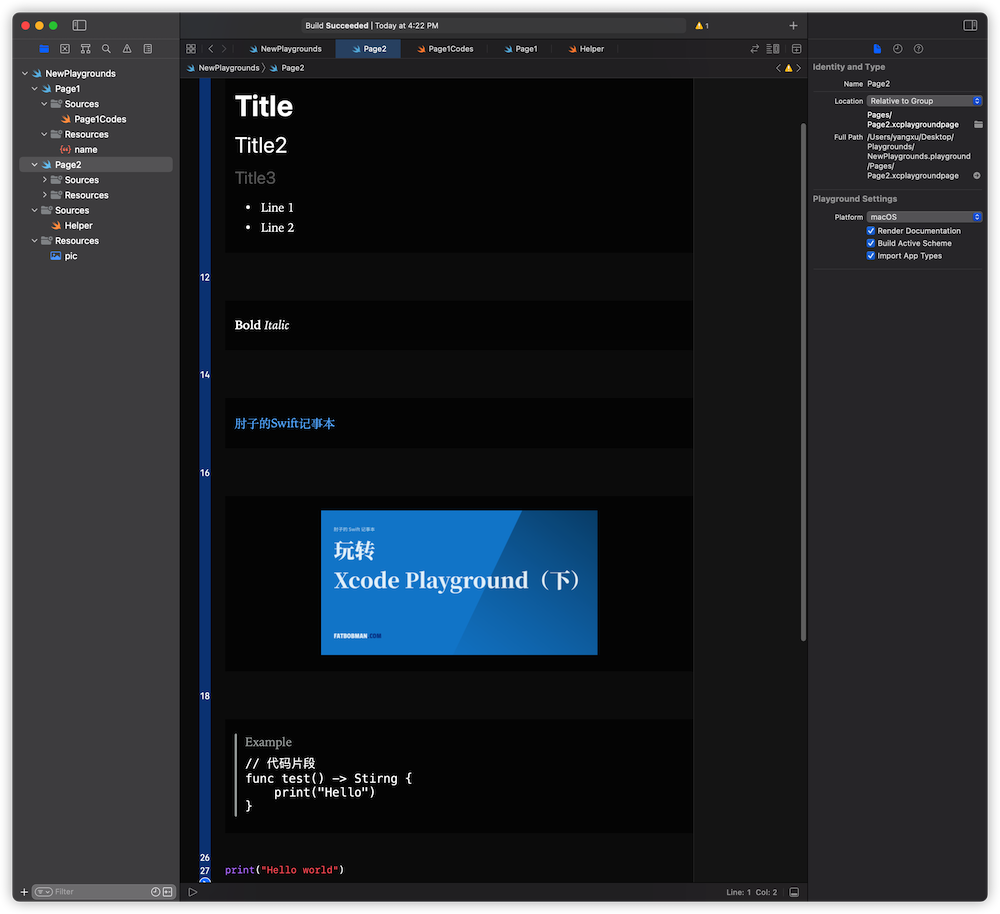 Build Succeeded | Today at 4:22 PM
1
NewPlaygrounds
Page2
Page1Codes
Page1
Helper
NewPlaygrounds
Page2
NewPlaygrounds
Page1
Sources
Page1Codes
Resources
name
Page2
Sources
Resources
Sources
Helper
Resources
pic
Filter
Title
Title2
Title3
• Line 1
• Line 2
12
Bold Italic
14
肘子的Swift记事本
16
肘子的 Swift 记事本
玩转
Xcode Playground（下）
FATBOBMAN.COM
18
Example
// 代码片段
func test() -> Stirng {
    print("Hello")
}
26
27
print("Hello world")
Line: 1 Col: 2
Identity and Type
Name Page2
Location Relative to Group
Pages/
Page2.xcplaygroundpage
Full Path /Users/yangxu/Desktop/
Playgrounds/
NewPlaygrounds.playground
/Pages/
Page2.xcplaygroundpage
Playground Settings
Platform macOS
Render Documentation
Build Active Scheme
Import App Types